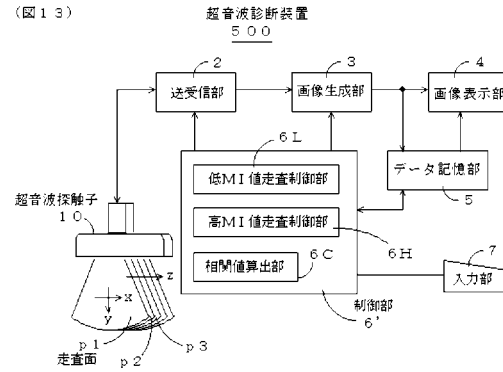 (図13)
超音波診断装置
500
2
送受信部
3
画像生成部
4
画像表示部
6L
低MI値走査制御部
高MI値走査制御部
6H
相関値算出部
6C
制御部
6'
データ記憶部
5
7
入力部
超音波探触子
10
z
x
y
p1
p2
p3
走査面